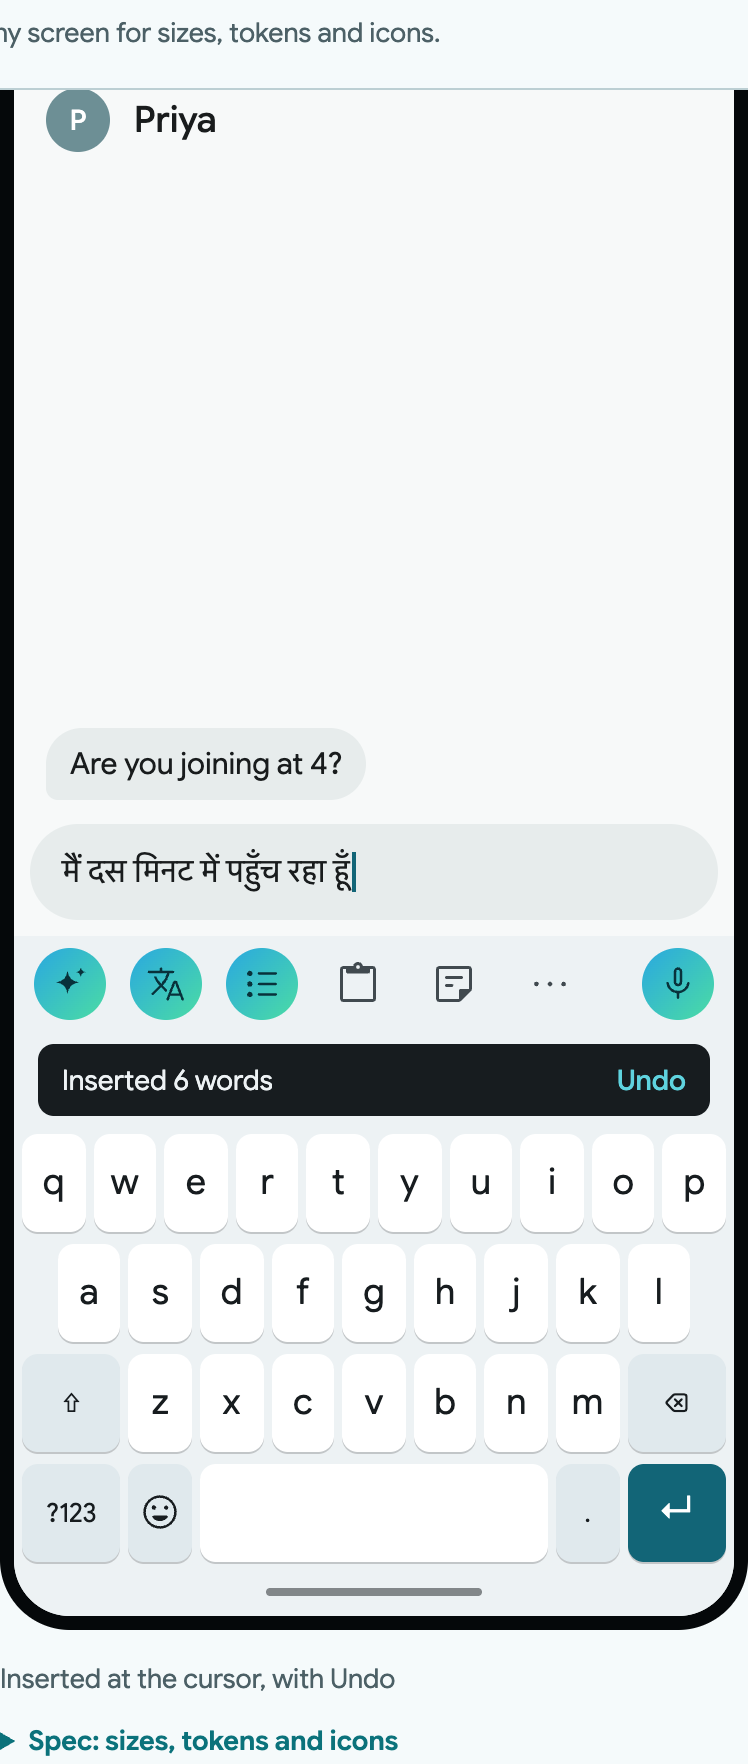 ny screen for sizes, tokens and icons.
P Priya
Are you joining at 4?
मैं दस मिनट में पहुँच रहा हूँ
Inserted 6 words Undo
q w e r t y u i o p
a s d f g h j k l
z x c v b n m
?123 .
Inserted at the cursor, with Undo
Spec: sizes, tokens and icons